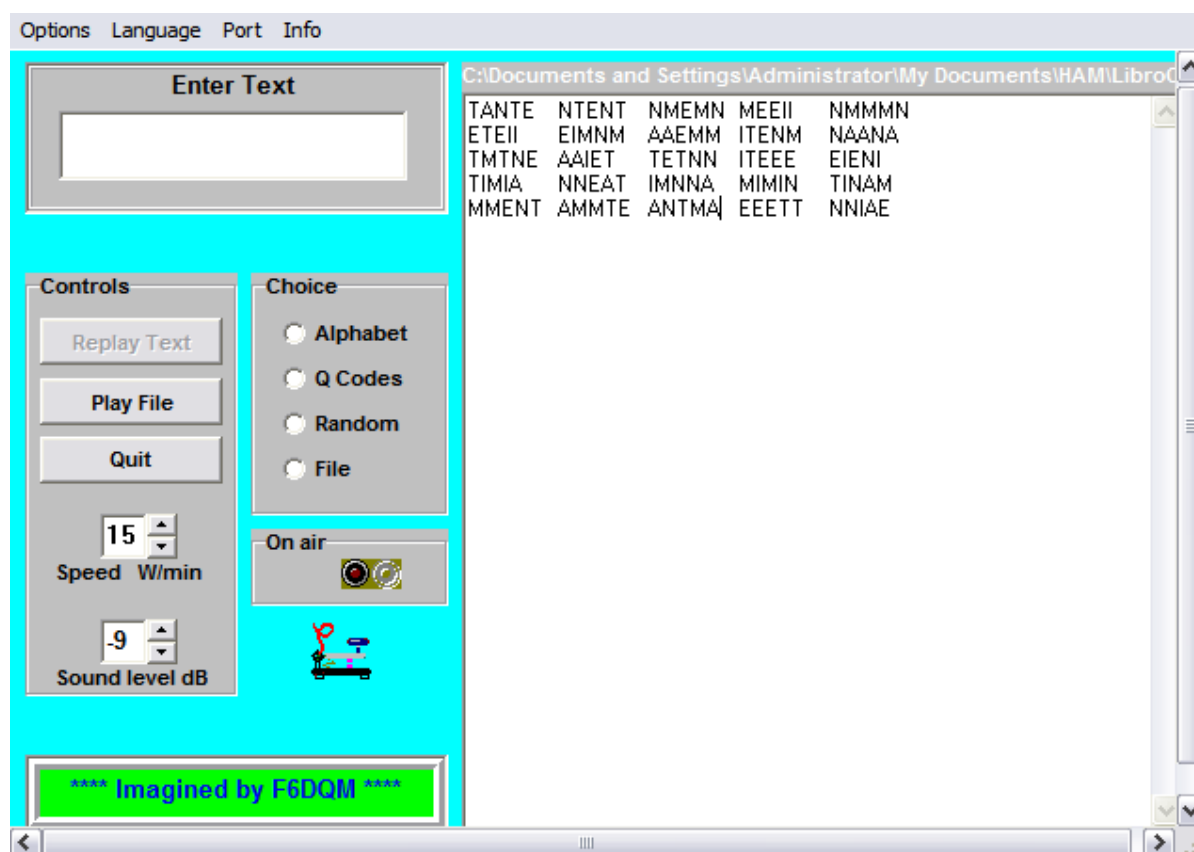 Options Language Port Info
Enter Text
C:\Documents and Settings\Administrator\My Documents\HAM\Libro
TANTE NTENT NMEMN MEEII NMMMN
ETEII EIMNM AAEMM ITENM NAANA
TMTNE AAIET TETNN ITEEE EIENI
TIMIA NNEAT IMNNA MIMIN TINAM
MMENT AMMTE ANTMA EEETT NNIAE
Controls
Replay Text
Play File
Quit
15
Speed W/min
-9
Sound level dB
Choice
Alphabet
Q Codes
Random
File
On air
**** Imagined by F6DQM ****